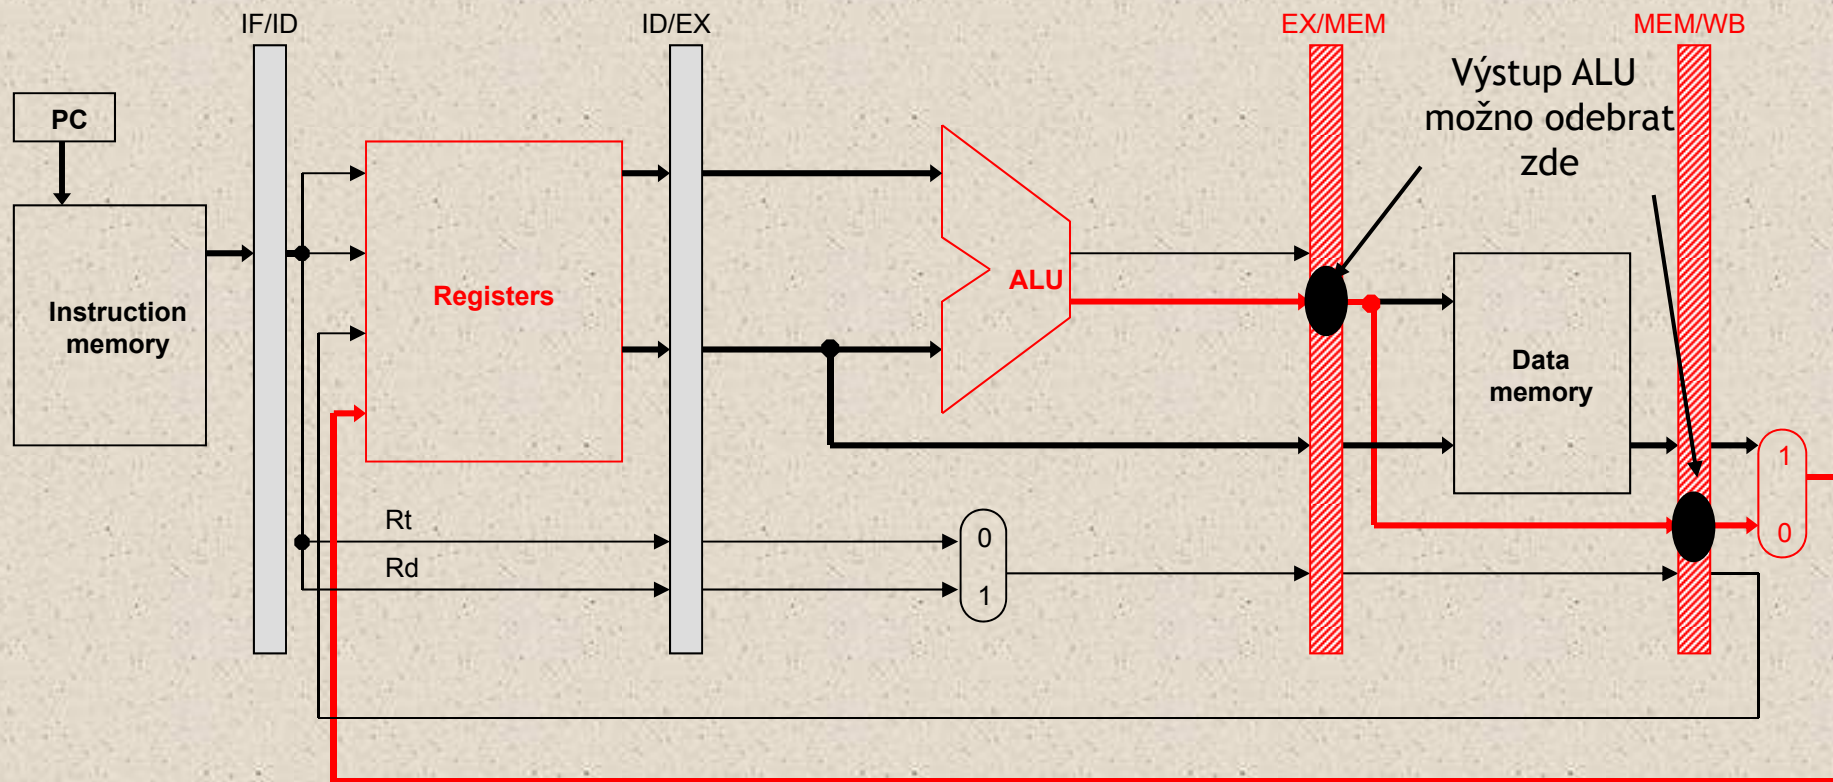 IF/ID
ID/EX
EX/MEM
MEM/WB
Výstup ALU
možno odebrat
zde
PC
Instruction
memory
Registers
ALU
Data
memory
1
0
Rt
Rd
0
1